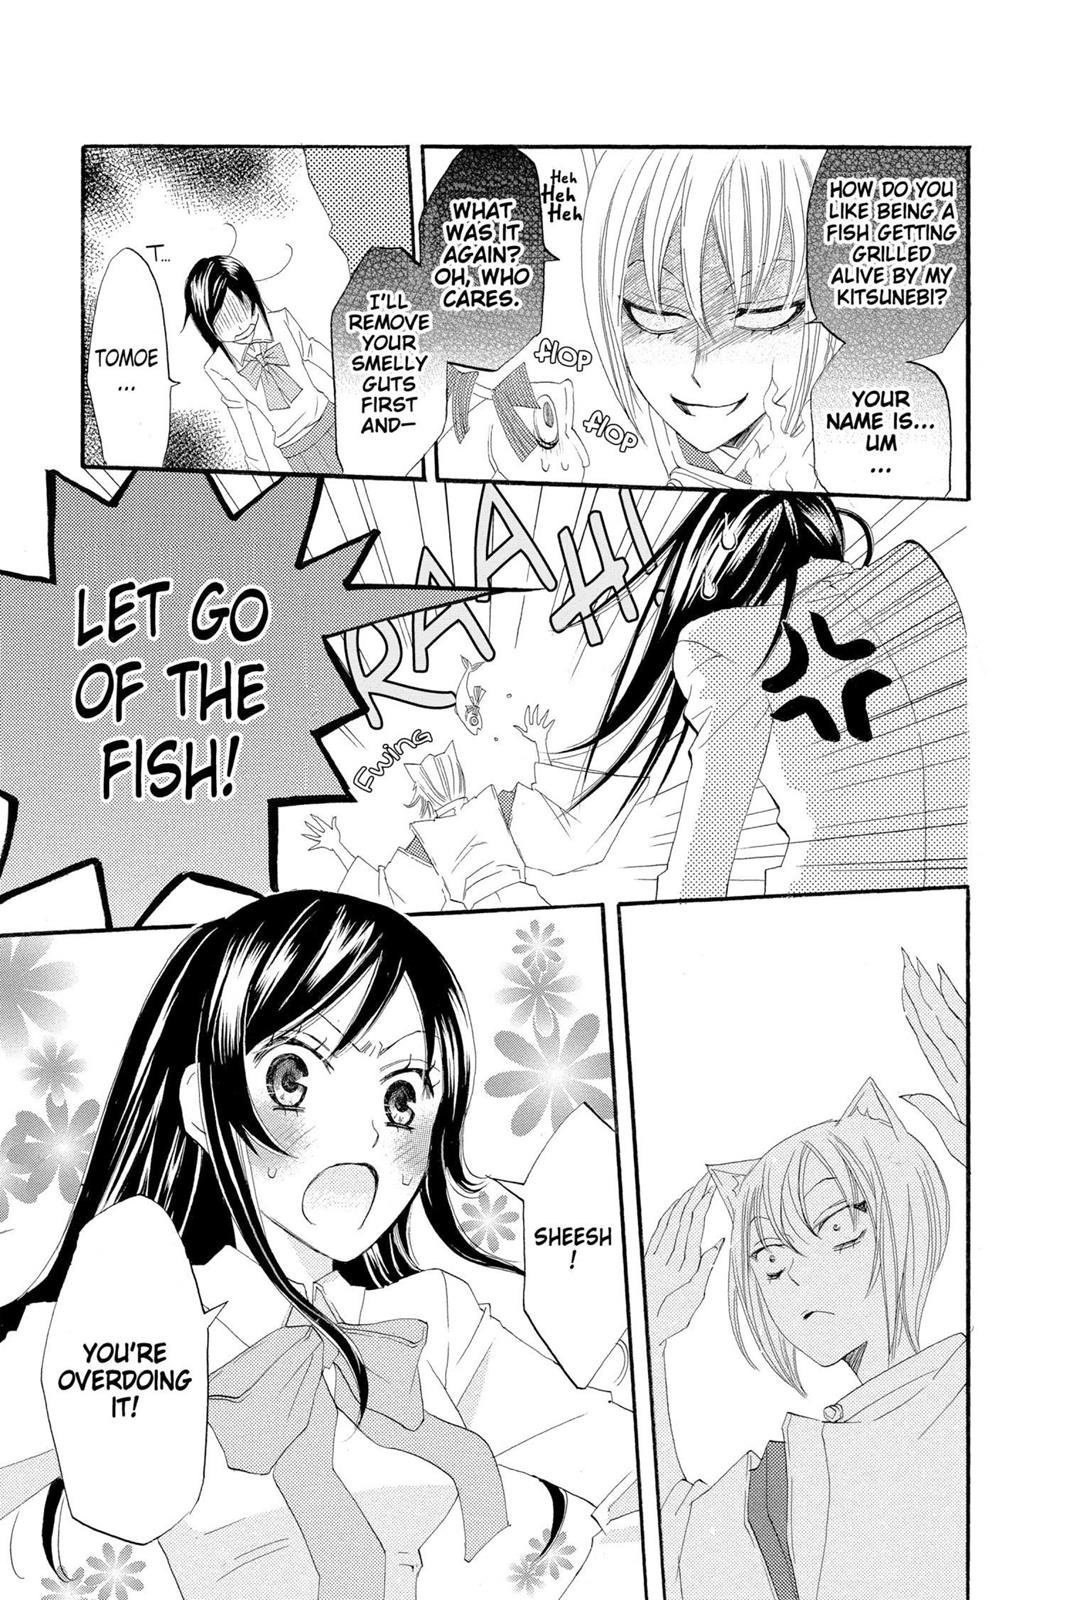 HOW DO YOU
LIKE BEING A
FISH GETTING
GRILLED
ALIVE BY MY
KITSUNEBI?
YOUR
NAME IS...
UM
...
Heh
Heh
Heh
WHAT
WAS IT
AGAIN?
OH, WHO
CARES.
I'LL
REMOVE
YOUR
SMELLY
GUTS
FIRST
AND—
flop
flop
T...
TOMOE
...
RAAAH!
LET GO
OF THE
FISH!
Fwing
SHEESH
!
YOU'RE
OVERDOING
IT!